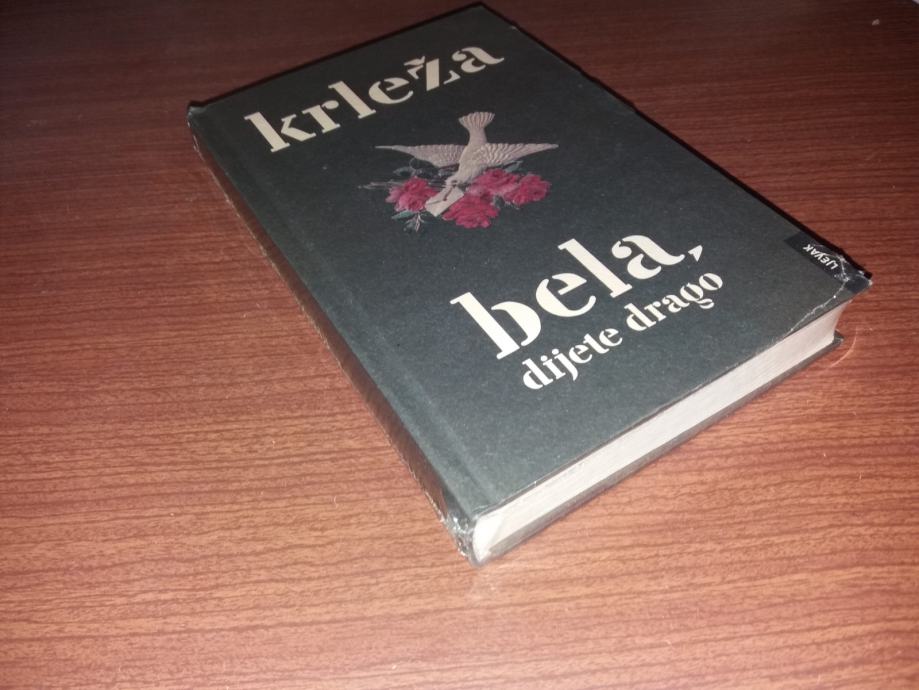 krleža
bela,
dijete drago
LJEVAK